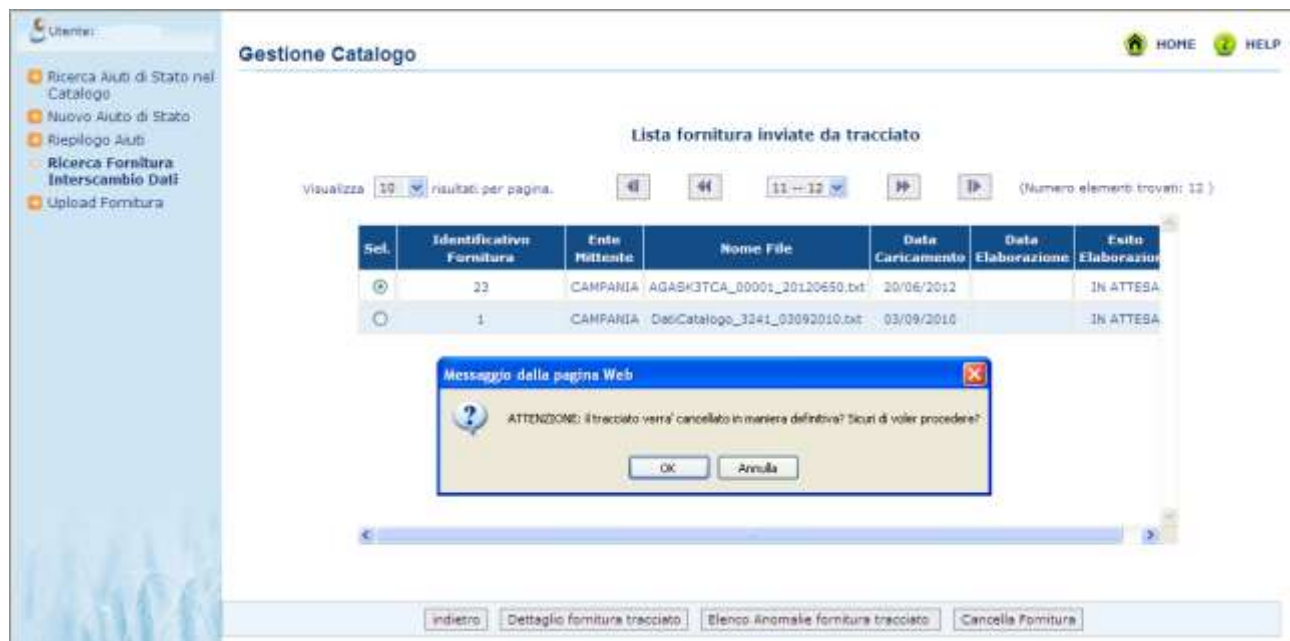 Utente:
HOME
HELP
Gestione Catalogo
Ricerca Aiuti di Stato nel
Catalogo
Nuovo Aiuto di Stato
Riepilogo Aiuti
Ricerca Fornitura
Interscambio Dati
Upload Fornitura
Lista fornitura inviate da tracciato
Visualizza 10 risultati per pagina.
11 -- 12
(Numero elementi trovati: 12 )
Sel. Identificativo Fornitura Ente Mittente Nome File Data Caricamento Data Elaborazione Esito Elaborazion
23 CAMPANIA AGASK3TCA_00001_20120650.txt 20/06/2012 IN ATTESA
1 CAMPANIA DatiCatalogo_3241_03092010.txt 03/09/2010 IN ATTESA
Messaggio dalla pagina Web
ATTENZIONE: il tracciato verra' cancellato in maniera definitiva? Sicuri di voler procedere?
OK Annulla
indietro Dettaglio fornitura tracciato Elenco Anomalie fornitura tracciato Cancella Fornitura